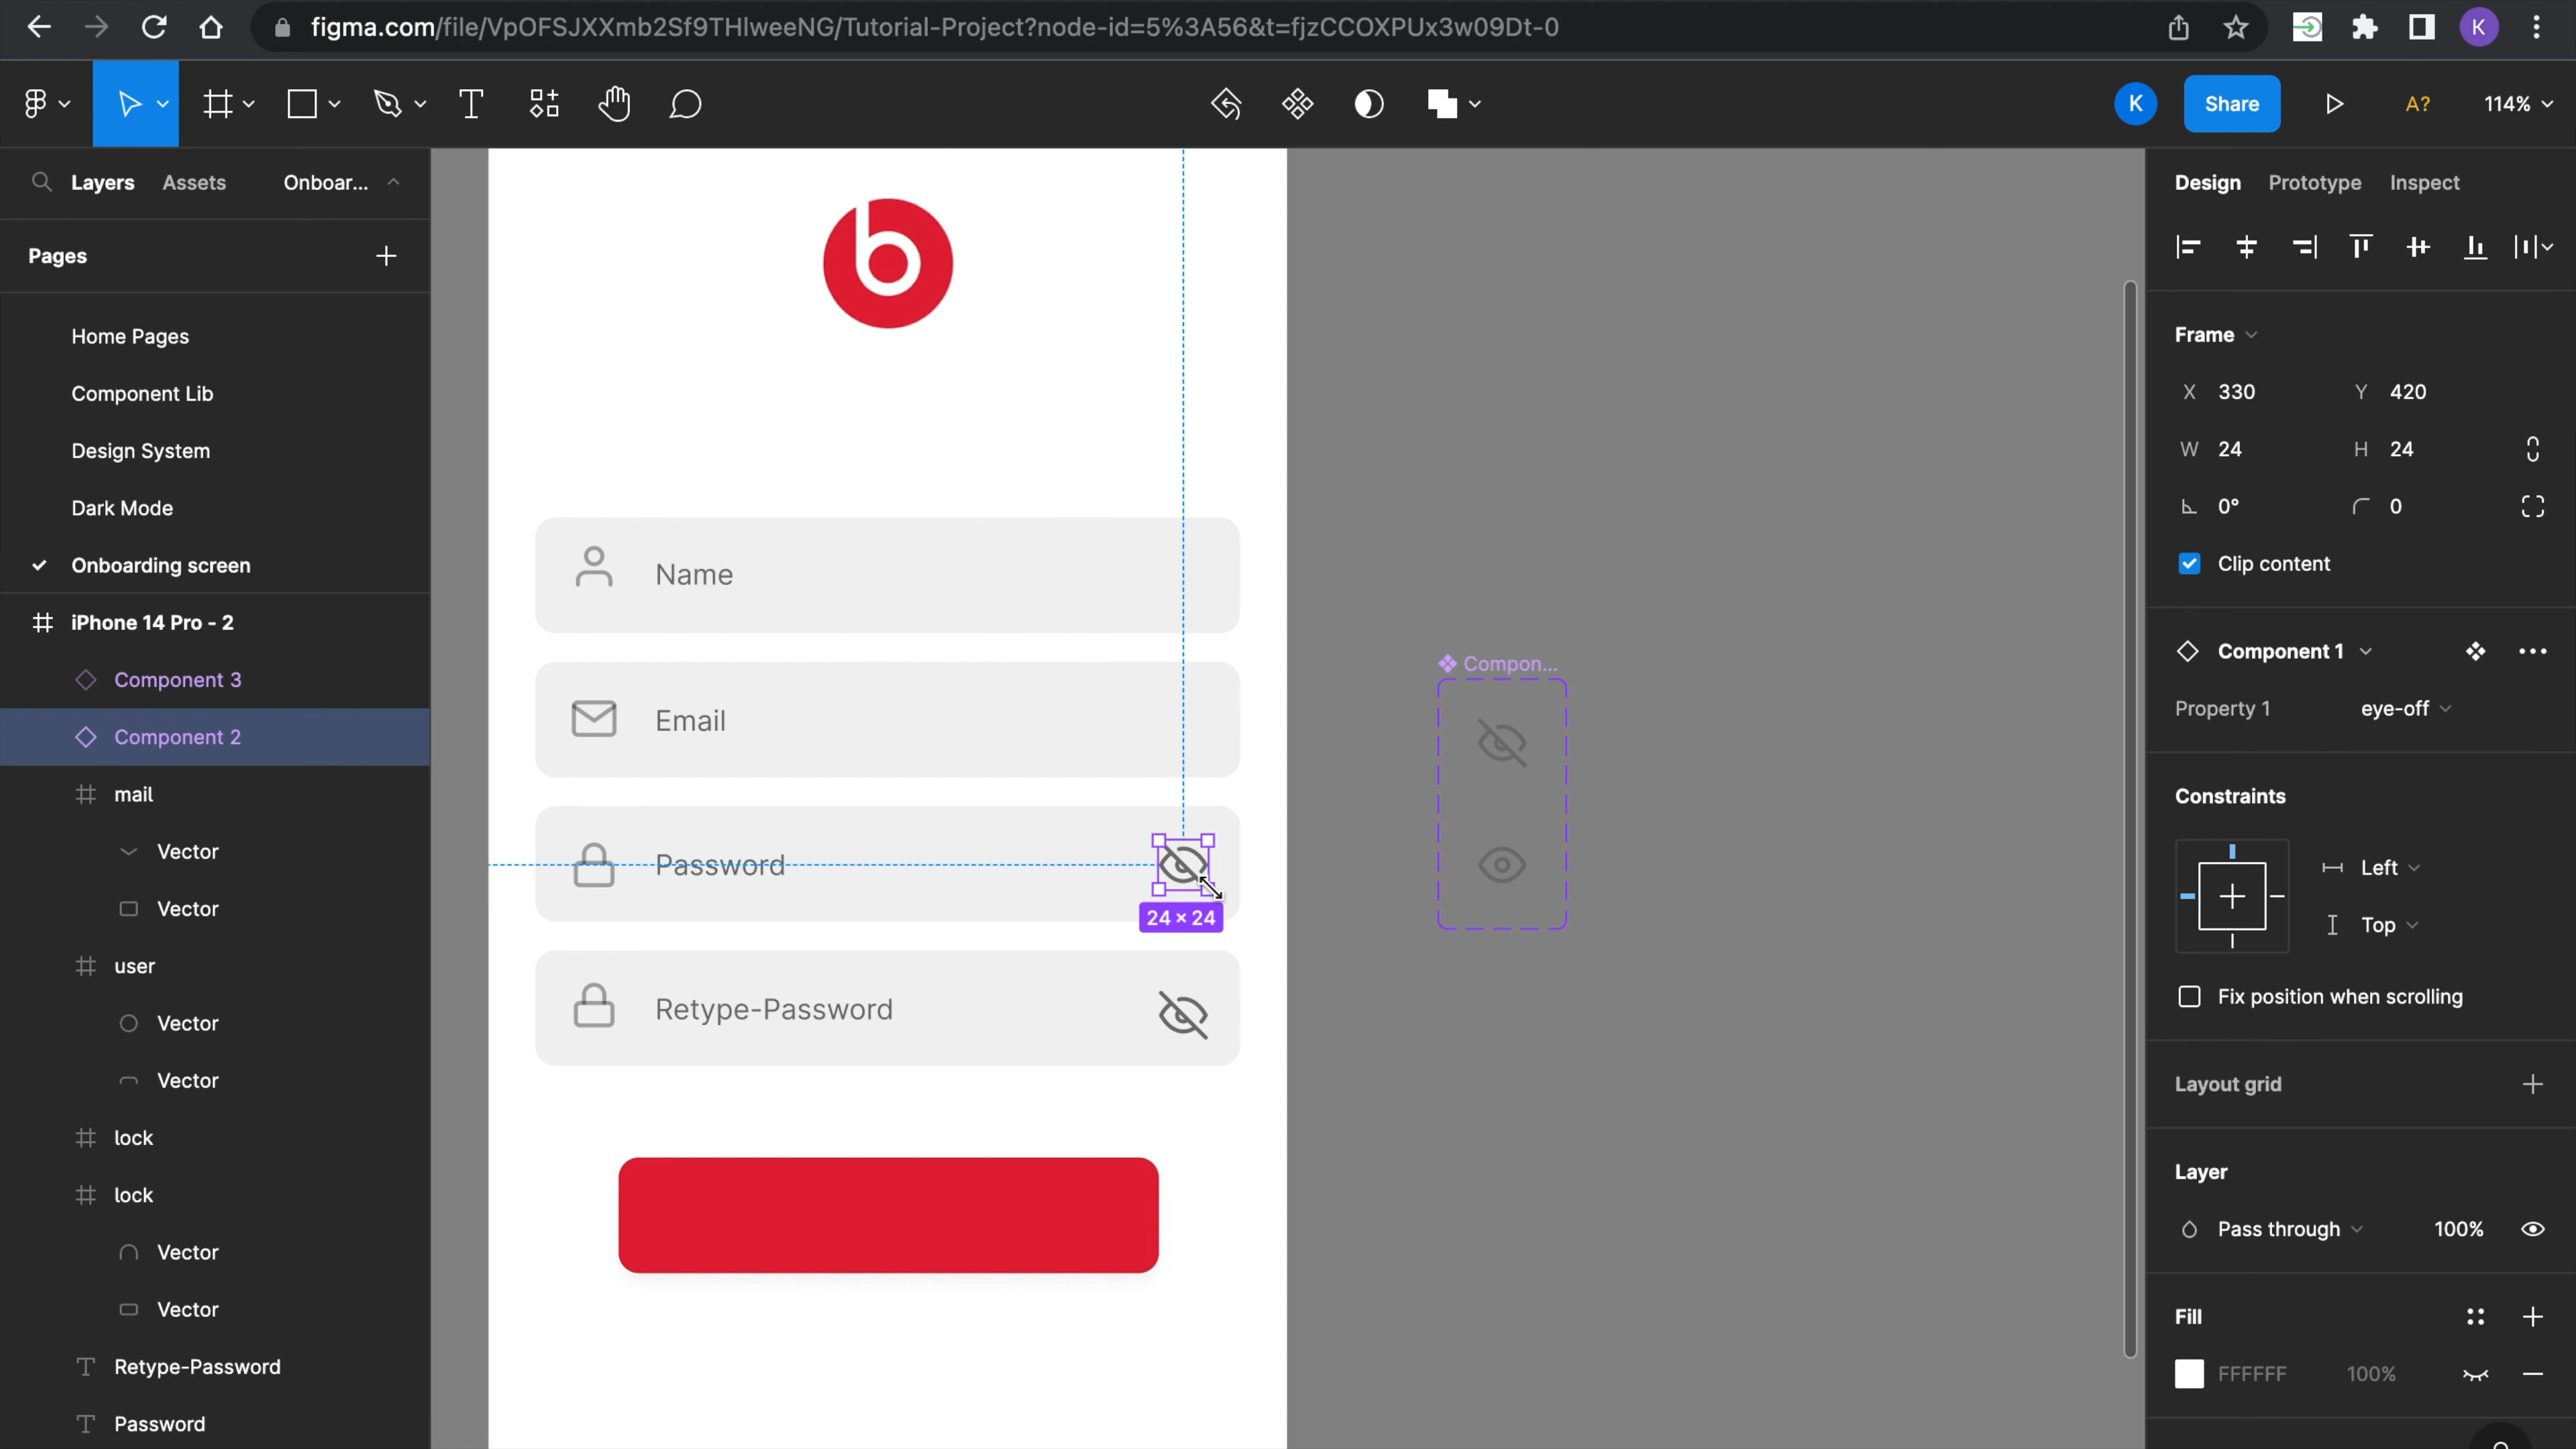 figma.com/file/VpOFSJXXmb2Sf9THlweeNG/Tutorial-Project?node-id=5%3A56&t=fjzCCOXPUx3w09Dt-0
K
K
Share
A?
114%
Layers
Assets
Onboar...
Pages
Home Pages
Component Lib
Design System
Dark Mode
Onboarding screen
iPhone 14 Pro - 2
Component 3
Component 2
mail
Vector
Vector
user
Vector
Vector
lock
lock
Vector
Vector
Retype-Password
Password
b
Name
Email
Password
24 × 24
Retype-Password
Compon...
Design
Prototype
Inspect
Frame
X 330
Y 420
W 24
H 24
0°
0
Clip content
Component 1
Property 1
eye-off
Constraints
Left
Top
Fix position when scrolling
Layout grid
Layer
Pass through
100%
Fill
FFFFFF
100%